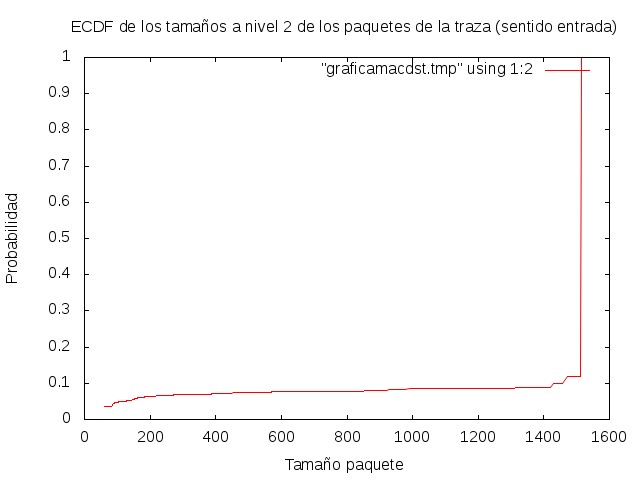 ECDF de los tamaños a nivel 2 de los paquetes de la traza (sentido entrada)
"graficamacdst.tmp" using 1:2
1
0.9
0.8
0.7
0.6
0.5
0.4
0.3
0.2
0.1
0
Probabilidad
0 200 400 600 800 1000 1200 1400 1600
Tamaño paquete